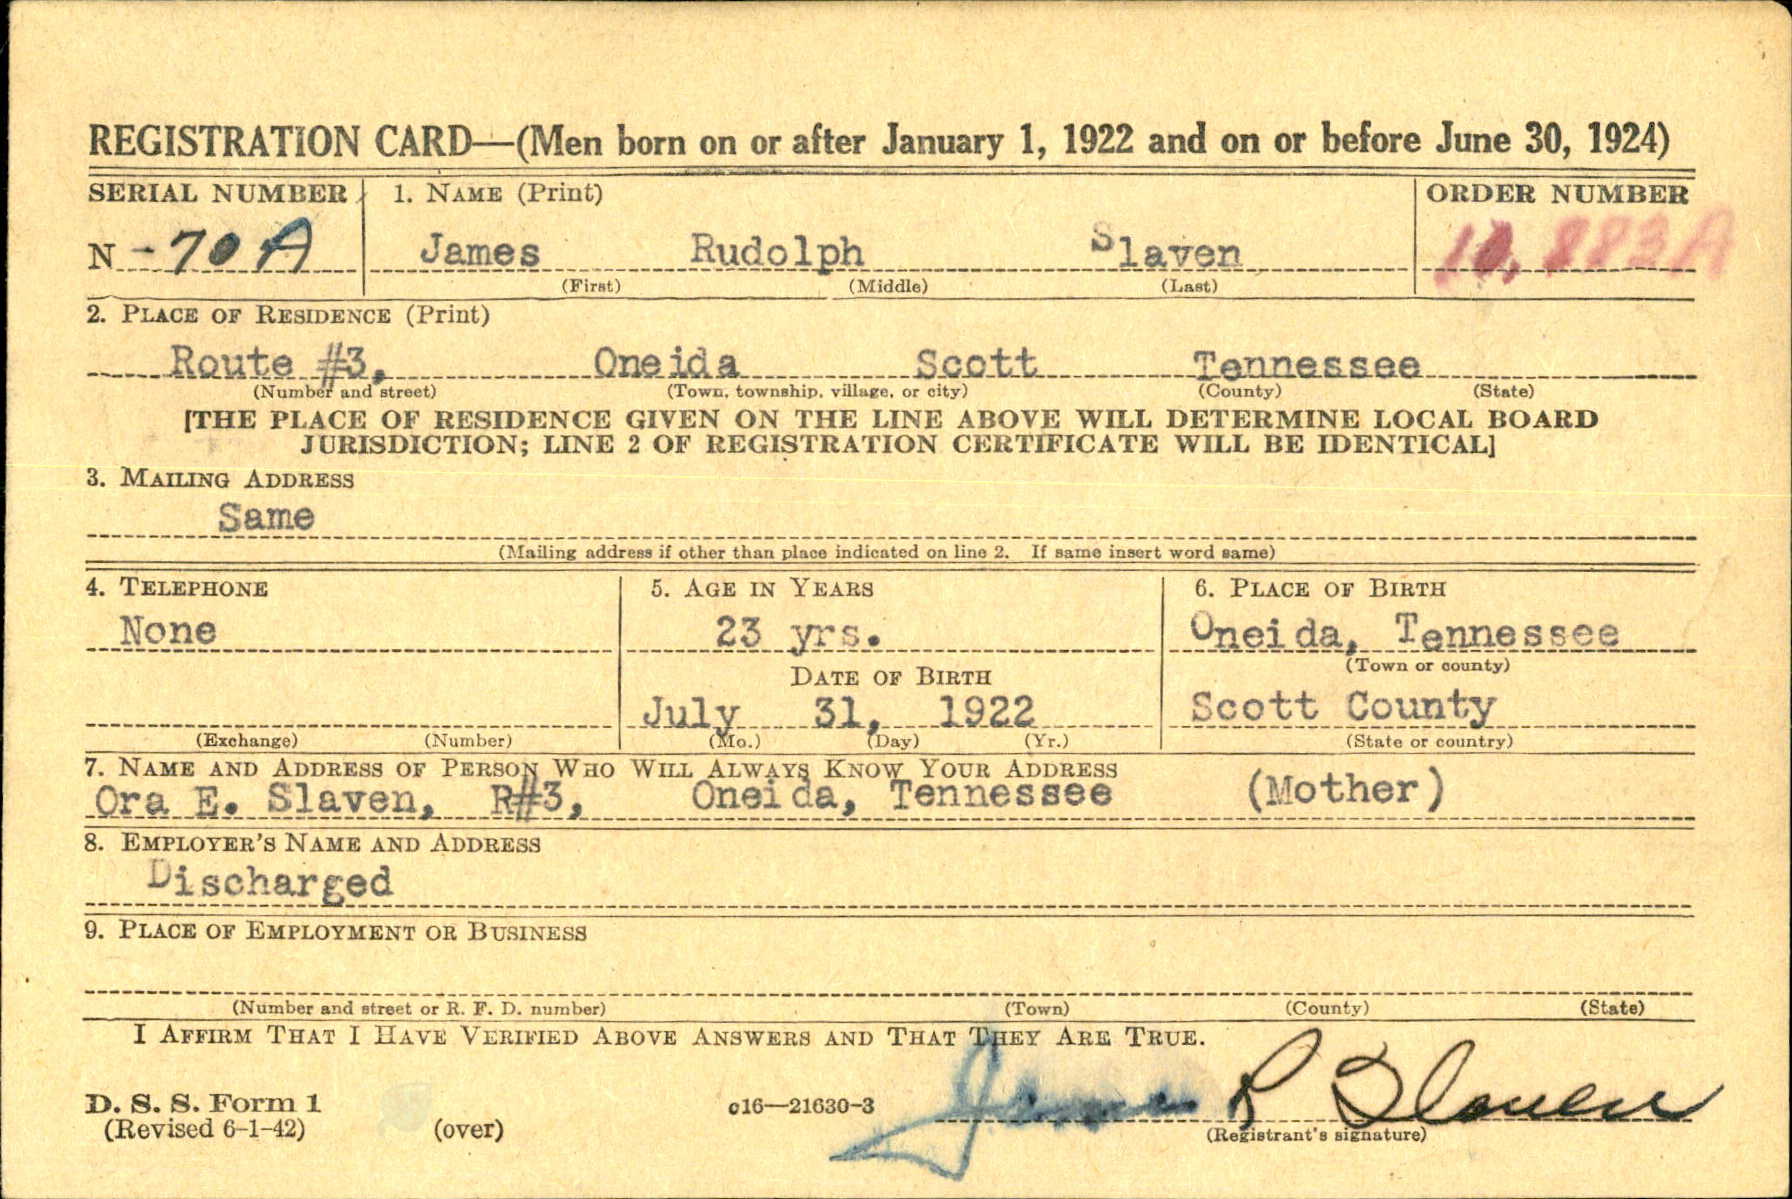 REGISTRATION CARD—(Men born on or after January 1, 1922 and on or before June 30, 1924)
SERIAL NUMBER 1. NAME (Print) ORDER NUMBER
N -70 A James Rudolph Slaven 10,883A
(First) (Middle) (Last)
2. PLACE OF RESIDENCE (Print)
Route #3, Oneida Scott Tennessee
(Number and street) (Town, township, village, or city) (County) (State)
[THE PLACE OF RESIDENCE GIVEN ON THE LINE ABOVE WILL DETERMINE LOCAL BOARD
JURISDICTION; LINE 2 OF REGISTRATION CERTIFICATE WILL BE IDENTICAL]
3. MAILING ADDRESS
Same
(Mailing address if other than place indicated on line 2. If same insert word same)
4. TELEPHONE 5. AGE IN YEARS 6. PLACE OF BIRTH
None 23 yrs. Oneida, Tennessee
DATE OF BIRTH (Town or county)
July 31, 1922 Scott County
(Exchange) (Number) (Mo.) (Day) (Yr.) (State or country)
7. NAME AND ADDRESS OF PERSON WHO WILL ALWAYS KNOW YOUR ADDRESS
Ora E. Slaven, R#3, Oneida, Tennessee (Mother)
8. EMPLOYER'S NAME AND ADDRESS
Discharged
9. PLACE OF EMPLOYMENT OR BUSINESS
(Number and street or R. F. D. number) (Town) (County) (State)
I AFFIRM THAT I HAVE VERIFIED ABOVE ANSWERS AND THAT THEY ARE TRUE.
D. S. S. Form 1 c16—21630-3 James R Slaven
(Revised 6-1-42) (over) (Registrant's signature)